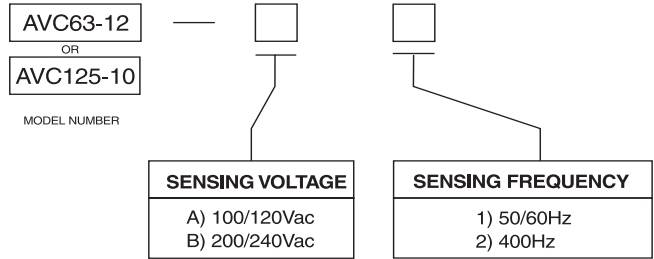 AVC63-12
OR
AVC125-10
MODEL NUMBER
SENSING VOLTAGE
A) 100/120Vac
B) 200/240Vac
SENSING FREQUENCY
1) 50/60Hz
2) 400Hz